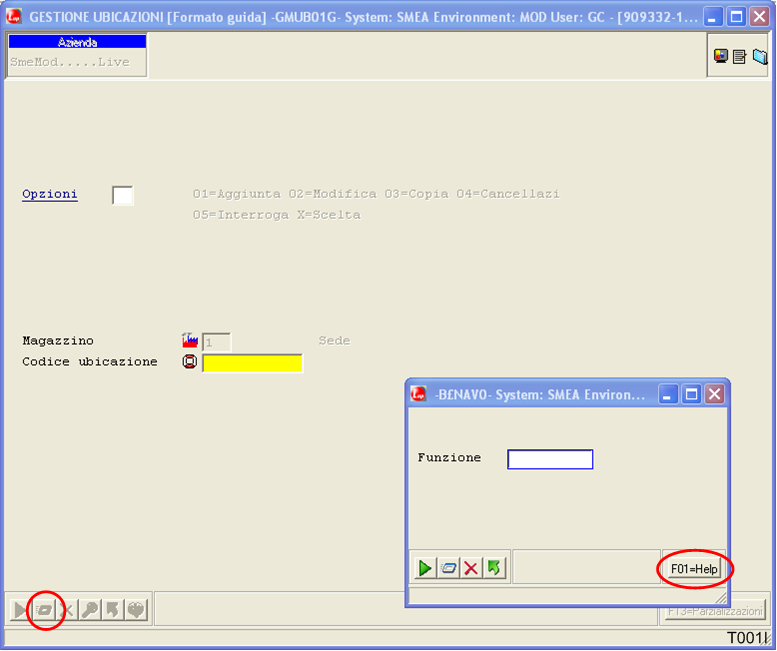 GESTIONE UBICAZIONI [Formato guida] -GMUB01G- System: SMEA Environment: MOD User: GC - [909332-1...
Azienda
SmeMod.....Live
Opzioni
01=Aggiunta 02=Modifica 03=Copia 04=Cancellazi
05=Interroga X=Scelta
Magazzino 1 Sede
Codice ubicazione
-B£NAV0- System: SMEA Environ...
Funzione
F01=Help
F13=Parzializzazioni
T001I